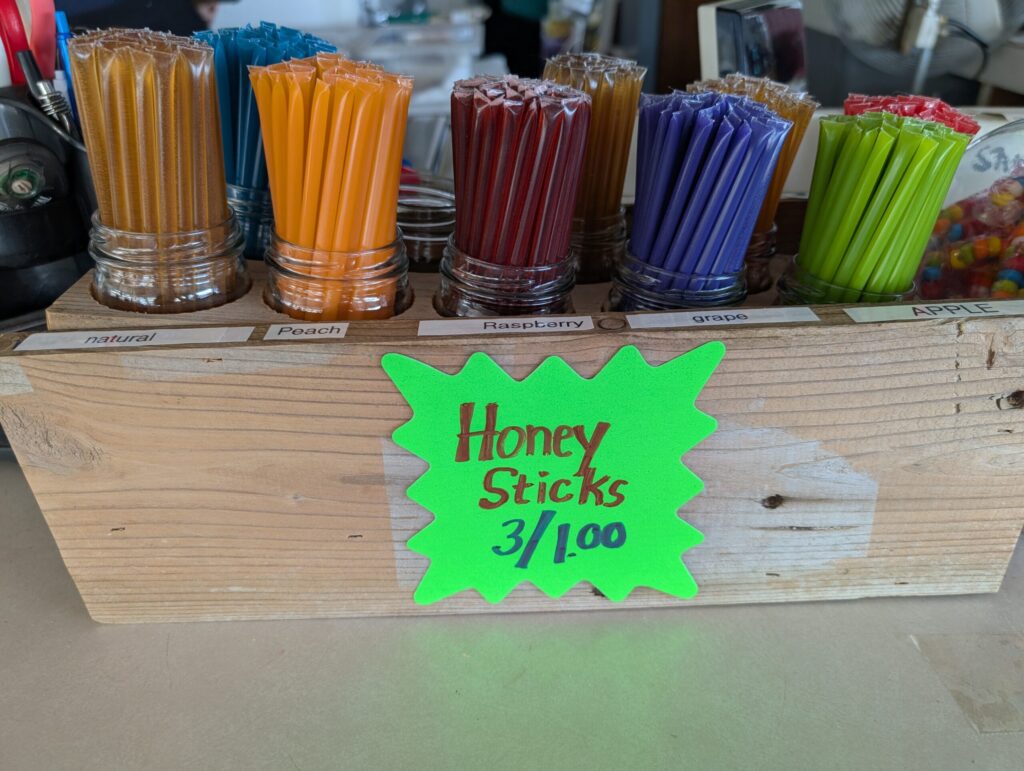 natural
Peach
Raspberry
grape
APPLE
Honey
Sticks
3/1.00